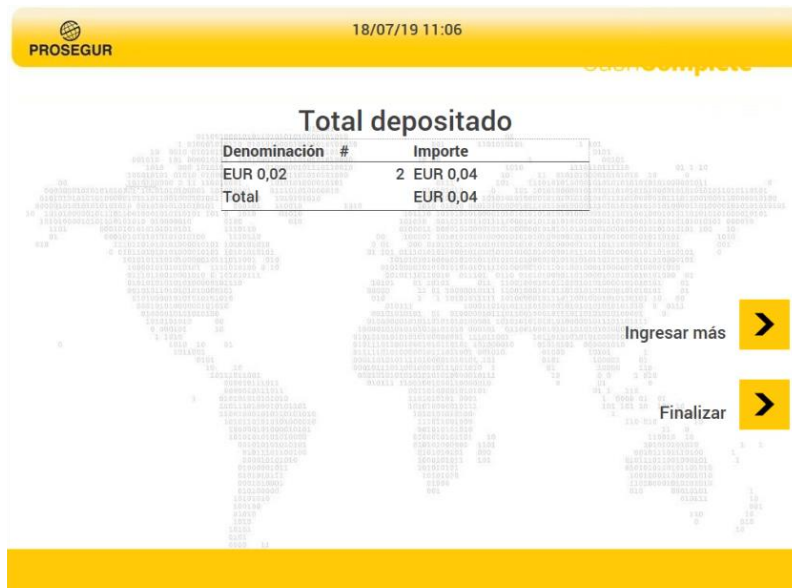 PROSEGUR
18/07/19 11:06
Total depositado
Denominación # Importe
EUR 0,02 2 EUR 0,04
Total EUR 0,04
Ingresar más
Finalizar